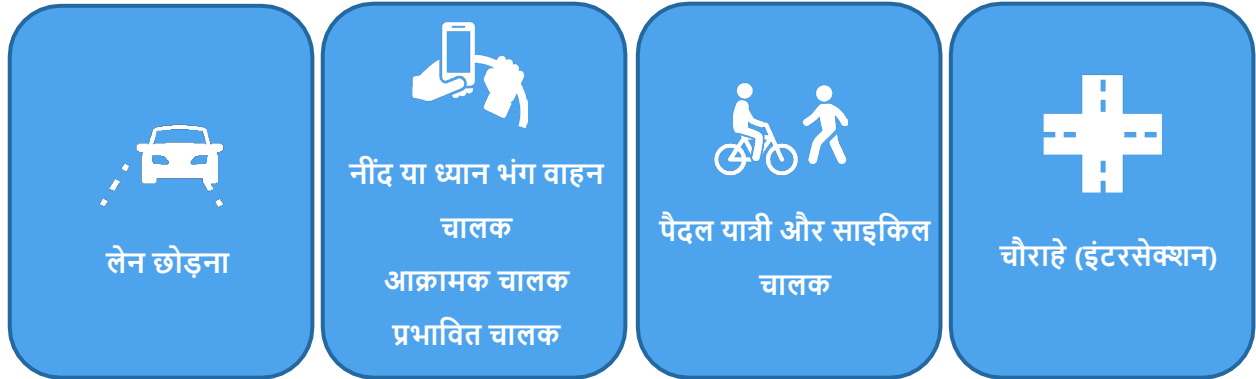 लेन छोड़ना
नींद या ध्यान भंग वाहन
चालक
आक्रामक चालक
प्रभावित चालक
पैदल यात्री और साइकिल
चालक
चौराहे (इंटरसेक्शन)